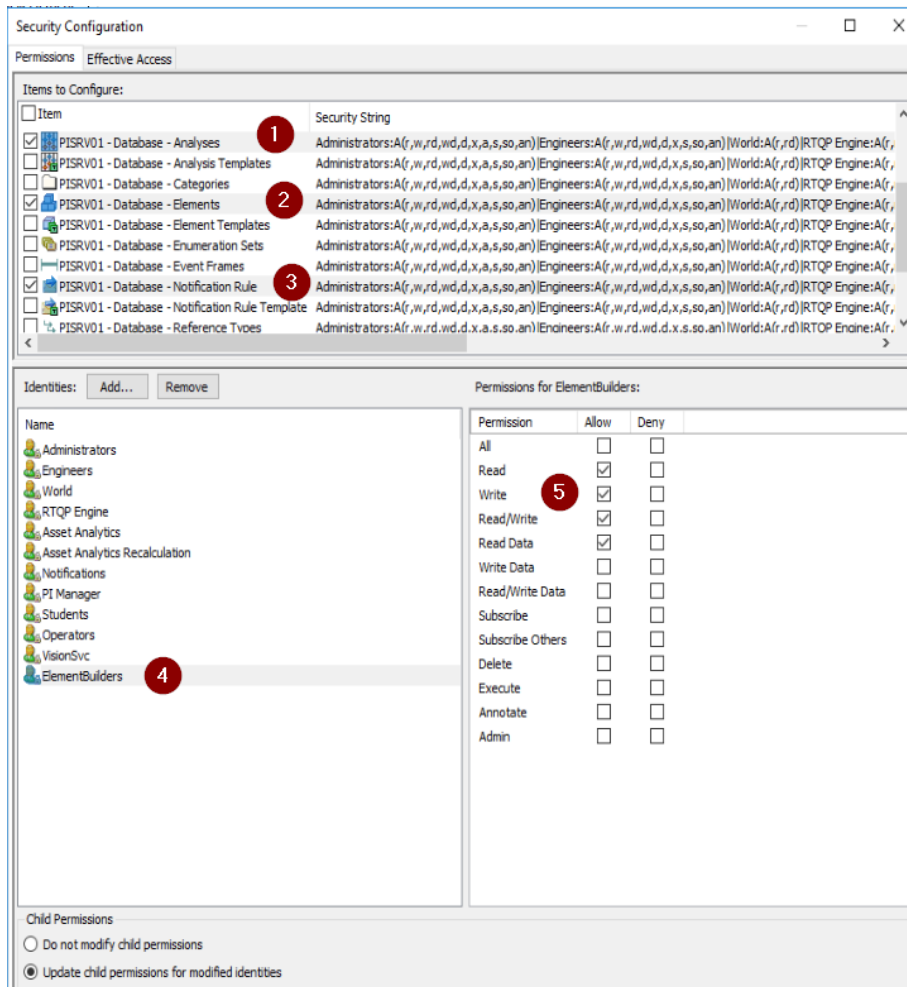 Security Configuration
Permissions Effective Access
Items to Configure:
Item Security String
PISRV01 - Database - Analyses 1 Administrators:A(r,w,rd,wd,d,x,a,s,so,an)|Engineers:A(r,w,rd,wd,d,x,s,so,an)|World:A(r,rd)|RTQP Engine:A(r,
PISRV01 - Database - Analysis Templates Administrators:A(r,w,rd,wd,d,x,a,s,so,an)|Engineers:A(r,w,rd,wd,d,x,s,so,an)|World:A(r,rd)|RTQP Engine:A(r,
PISRV01 - Database - Categories Administrators:A(r,w,rd,wd,d,x,a,s,so,an)|Engineers:A(r,w,rd,wd,d,x,s,so,an)|World:A(r,rd)|RTQP Engine:A(r,
PISRV01 - Database - Elements 2 Administrators:A(r,w,rd,wd,d,x,a,s,so,an)|Engineers:A(r,w,rd,wd,d,x,s,so,an)|World:A(r,rd)|RTQP Engine:A(r,
PISRV01 - Database - Element Templates Administrators:A(r,w,rd,wd,d,x,a,s,so,an)|Engineers:A(r,w,rd,wd,d,x,s,so,an)|World:A(r,rd)|RTQP Engine:A(r,
PISRV01 - Database - Enumeration Sets Administrators:A(r,w,rd,wd,d,x,a,s,so,an)|Engineers:A(r,w,rd,wd,d,x,s,so,an)|World:A(r,rd)|RTQP Engine:A(r,
PISRV01 - Database - Event Frames Administrators:A(r,w,rd,wd,d,x,a,s,so,an)|Engineers:A(r,w,rd,wd,d,x,s,so,an)|World:A(r,rd)|RTQP Engine:A(r,
PISRV01 - Database - Notification Rule 3 Administrators:A(r,w,rd,wd,d,x,a,s,so,an)|Engineers:A(r,w,rd,wd,d,x,s,so,an)|World:A(r,rd)|RTQP Engine:A(r,
PISRV01 - Database - Notification Rule Template Administrators:A(r,w,rd,wd,d,x,a,s,so,an)|Engineers:A(r,w,rd,wd,d,x,s,so,an)|World:A(r,rd)|RTQP Engine:A(r,
PISRV01 - Database - Reference Types Administrators:A(r,w,rd,wd,d,x,a,s,so,an)|Engineers:A(r,w,rd,wd,d,x,s,so,an)|World:A(r,rd)|RTQP Engine:A(r,
Identities: Add... Remove
Name
Administrators
Engineers
World
RTQP Engine
Asset Analytics
Asset Analytics Recalculation
Notifications
PI Manager
Students
Operators
VisionSvc
ElementBuilders 4
Permissions for ElementBuilders:
Permission Allow Deny
All
Read
Write 5
Read/Write
Read Data
Write Data
Read/Write Data
Subscribe
Subscribe Others
Delete
Execute
Annotate
Admin
Child Permissions
Do not modify child permissions
Update child permissions for modified identities